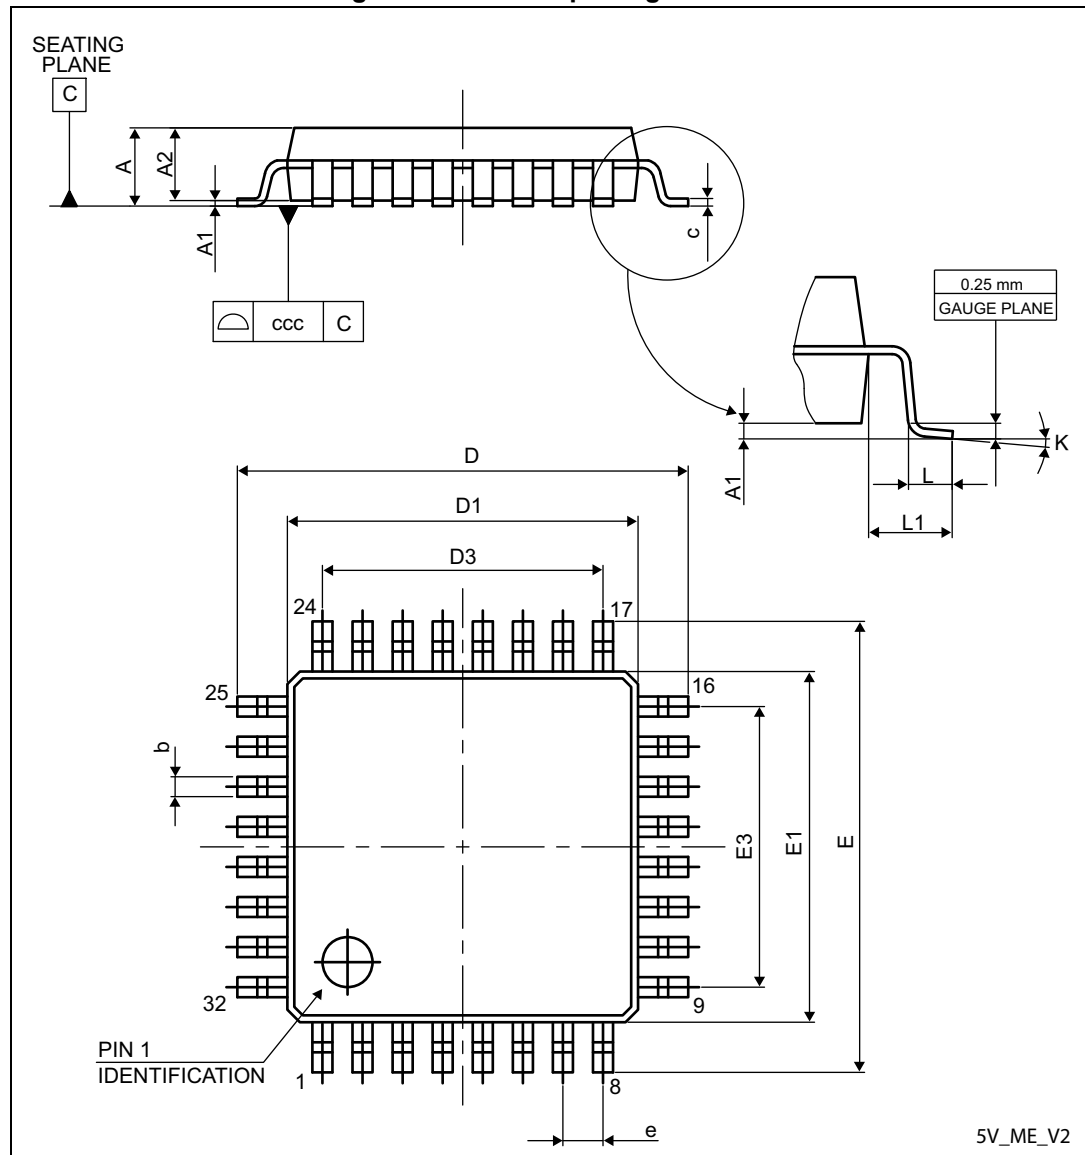 SEATING
PLANE
C
A
A2
A1
c
ccc C
0.25 mm
GAUGE PLANE
K
A1
L
L1
D
D1
D3
24 17
25 16
b
E3
E1
E
32 9
PIN 1
IDENTIFICATION
1 8
e
5V_ME_V2